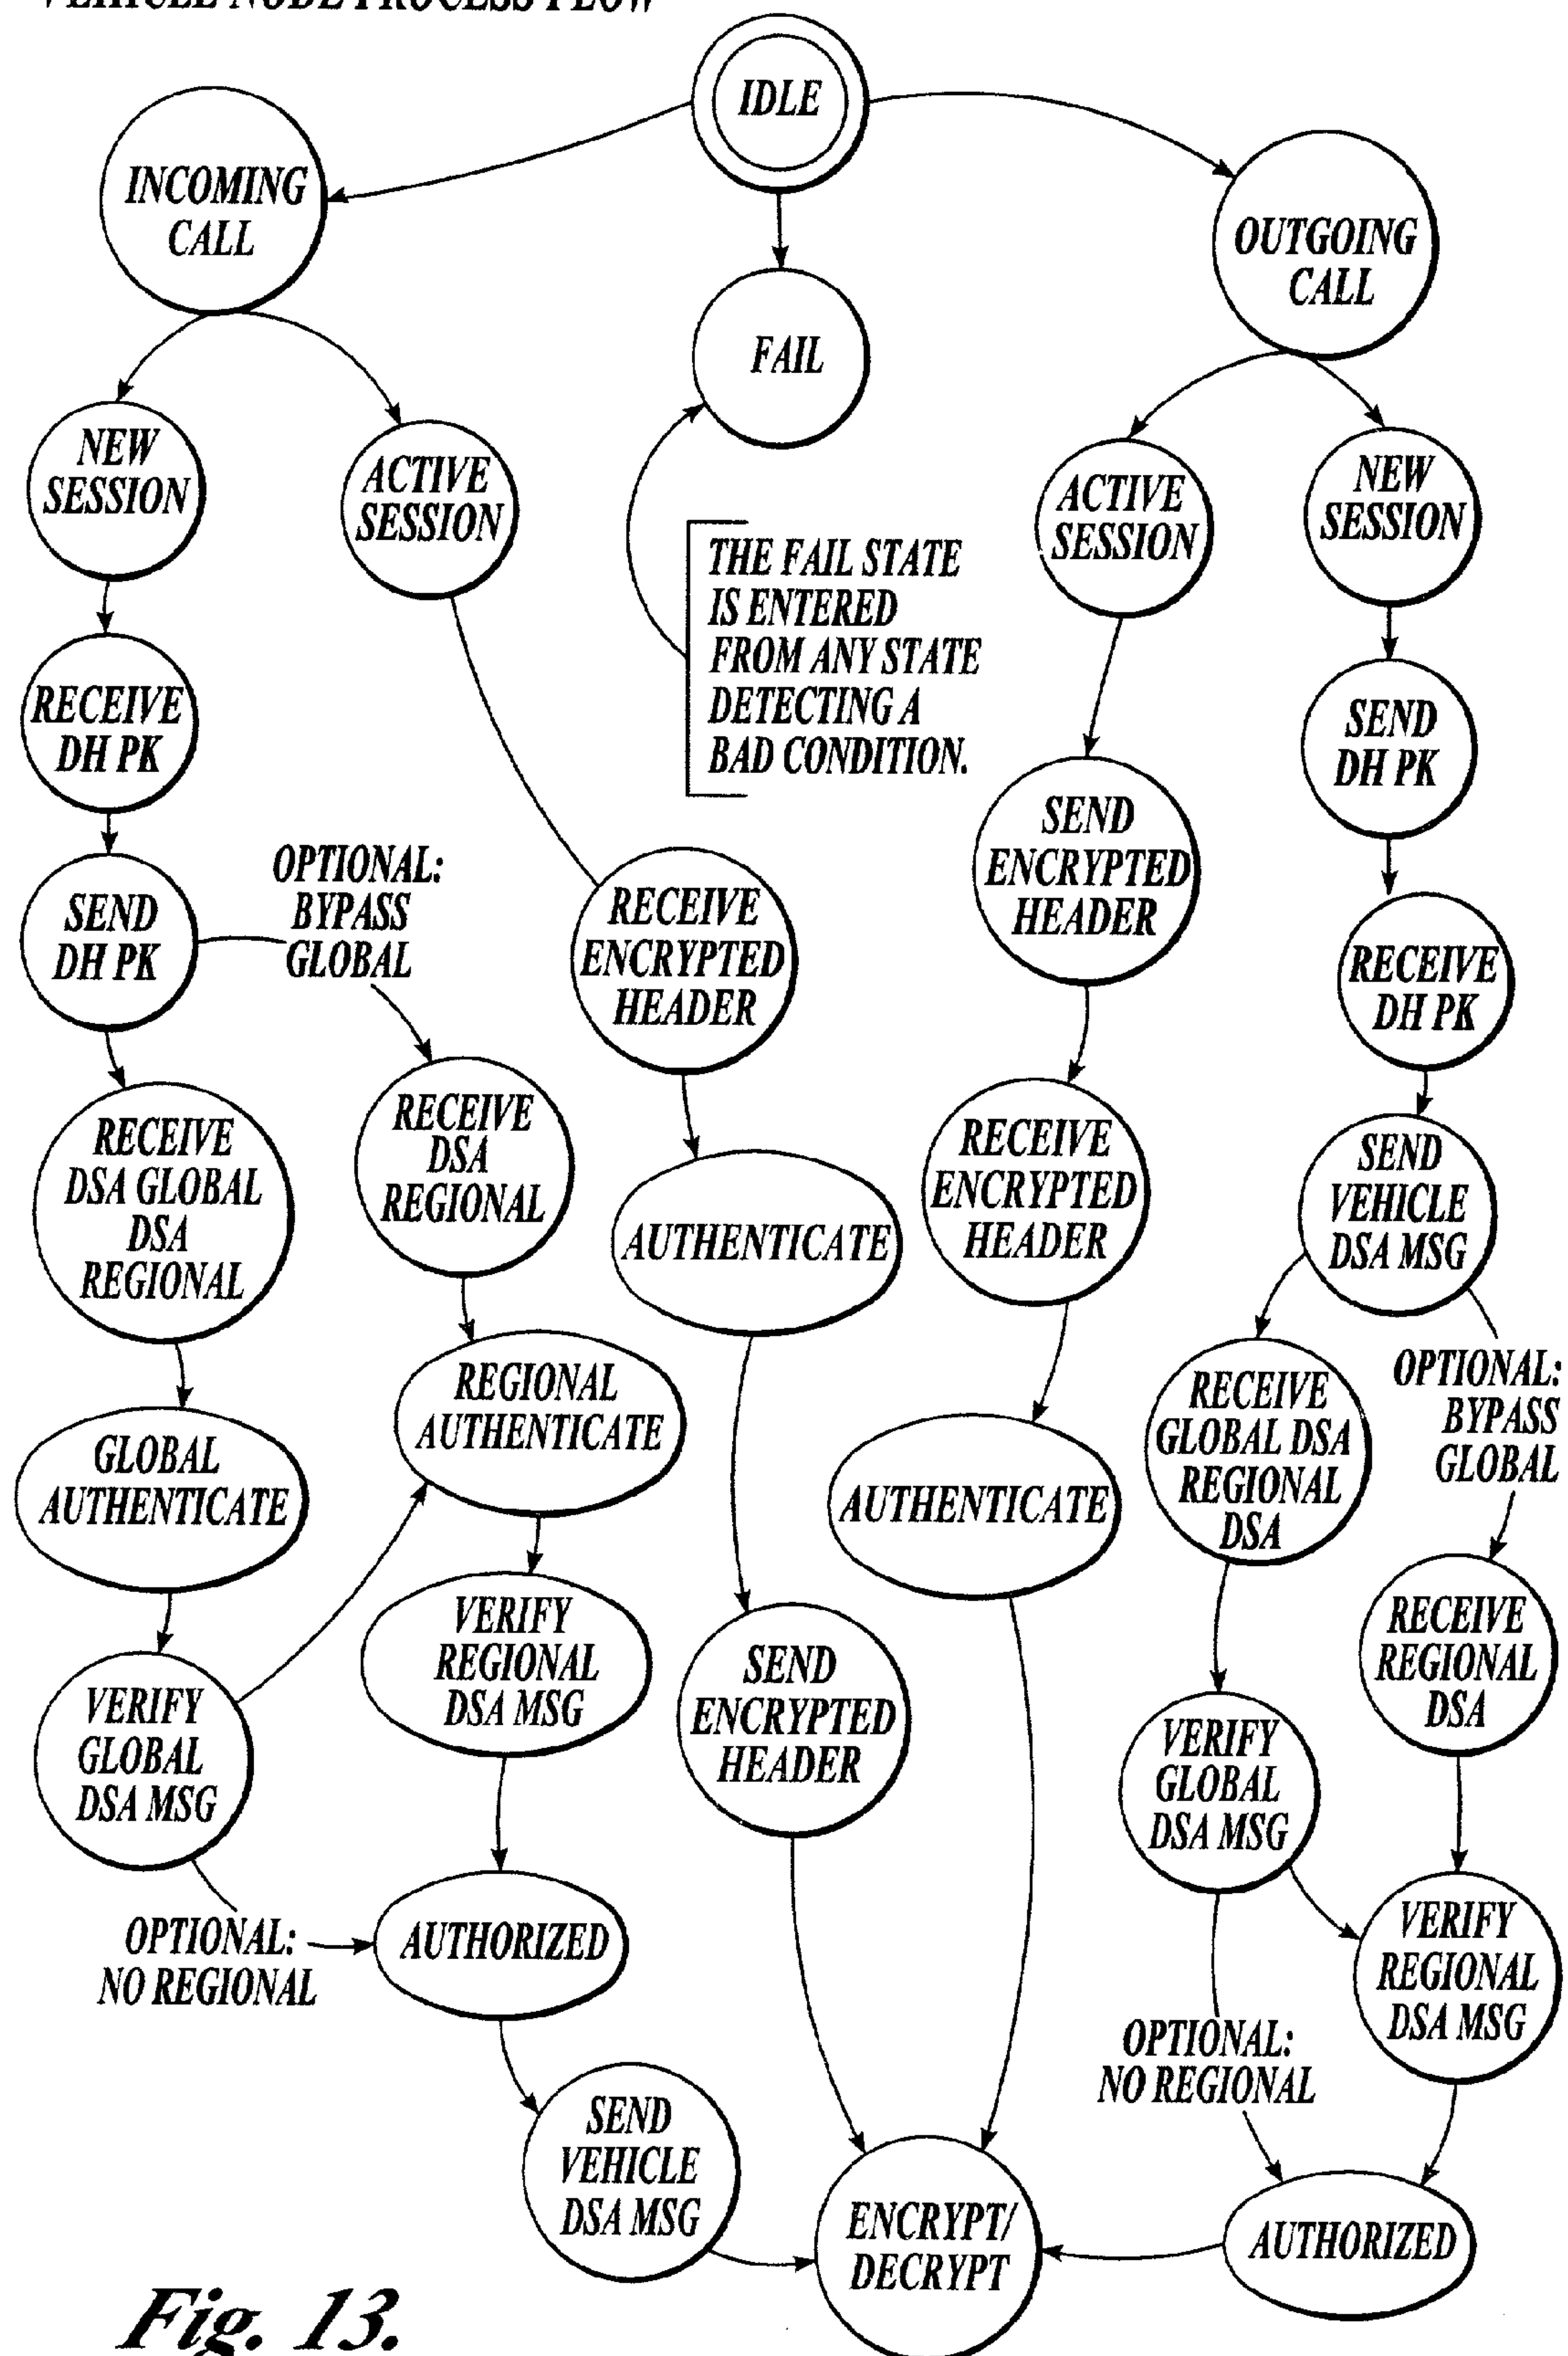 VEHICLE NODE PROCESS FLOW
IDLE
INCOMING
CALL
OUTGOING
CALL
FAIL
NEW
SESSION
ACTIVE
SESSION
THE FAIL STATE
IS ENTERED
FROM ANY STATE
DETECTING A
BAD CONDITION.
ACTIVE
SESSION
NEW
SESSION
RECEIVE
DH PK
SEND
DH PK
SEND
DH PK
OPTIONAL:
BYPASS
GLOBAL
RECEIVE
ENCRYPTED
HEADER
SEND
ENCRYPTED
HEADER
RECEIVE
DH PK
RECEIVE
DSA GLOBAL
DSA
REGIONAL
RECEIVE
DSA
REGIONAL
AUTHENTICATE
RECEIVE
ENCRYPTED
HEADER
SEND
VEHICLE
DSA MSG
GLOBAL
AUTHENTICATE
REGIONAL
AUTHENTICATE
AUTHENTICATE
RECEIVE
GLOBAL DSA
REGIONAL
DSA
OPTIONAL:
BYPASS
GLOBAL
VERIFY
GLOBAL
DSA MSG
VERIFY
REGIONAL
DSA MSG
SEND
ENCRYPTED
HEADER
VERIFY
GLOBAL
DSA MSG
RECEIVE
REGIONAL
DSA
OPTIONAL:
NO REGIONAL
AUTHORIZED
OPTIONAL:
NO REGIONAL
VERIFY
REGIONAL
DSA MSG
SEND
VEHICLE
DSA MSG
ENCRYPT/
DECRYPT
AUTHORIZED
Fig. 13.